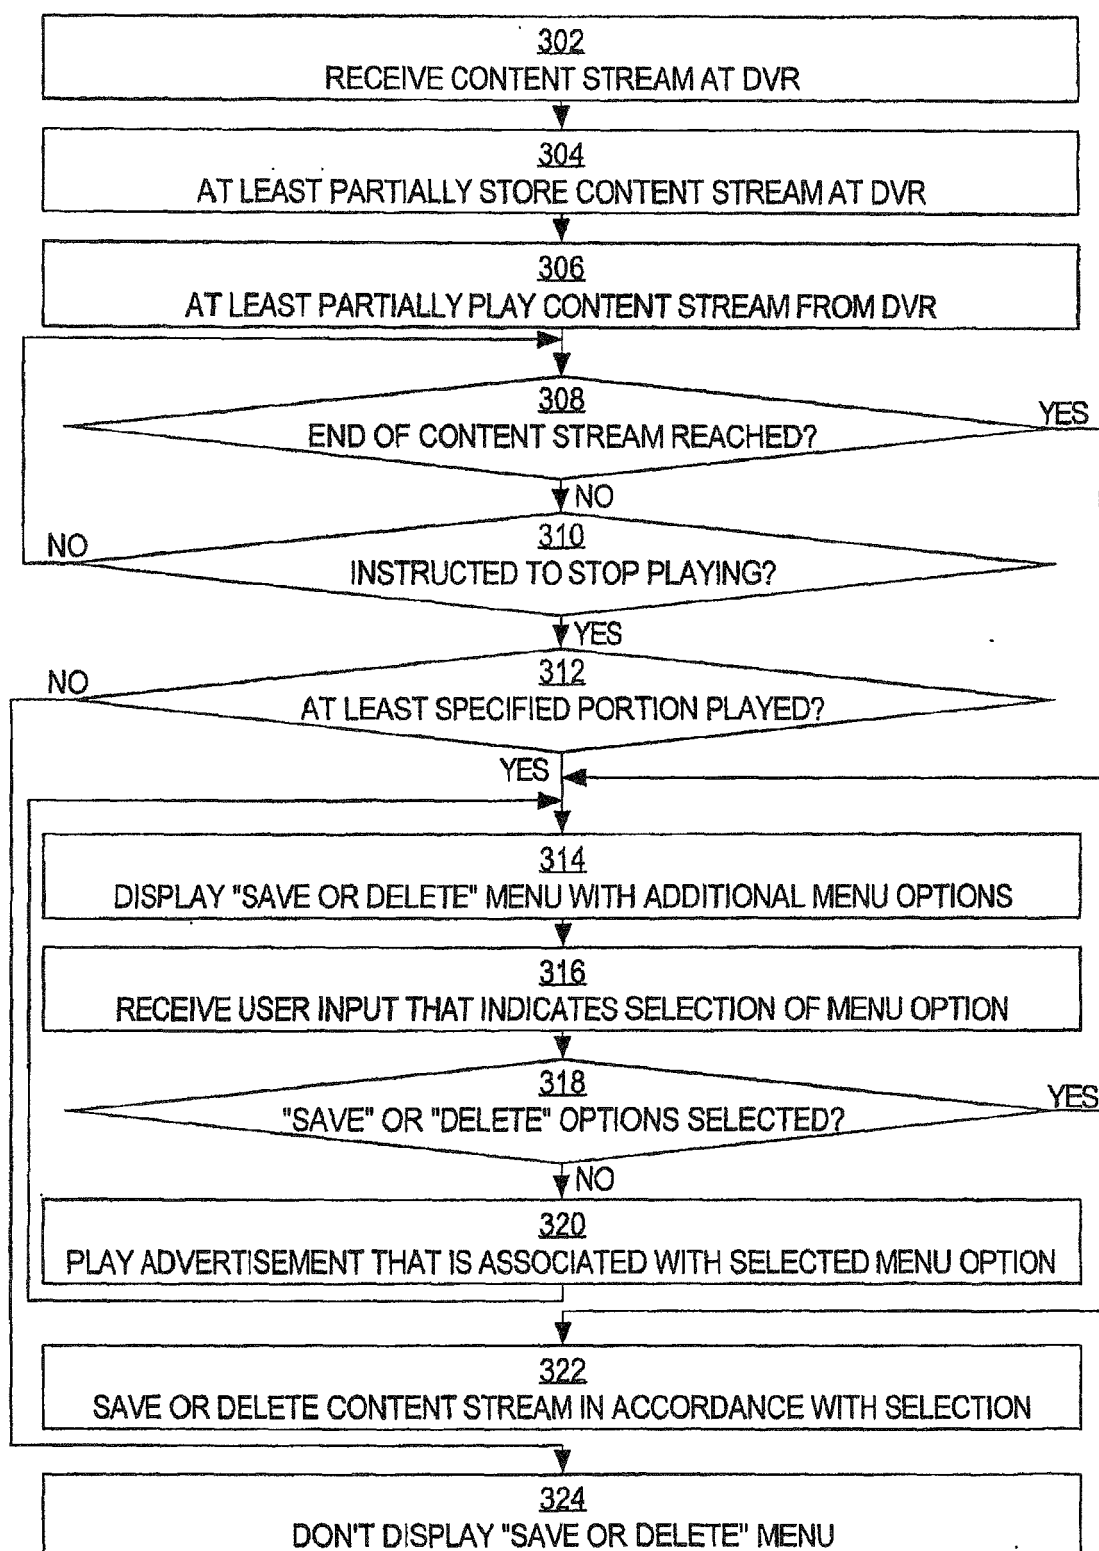 302
RECEIVE CONTENT STREAM AT DVR
304
AT LEAST PARTIALLY STORE CONTENT STREAM AT DVR
306
AT LEAST PARTIALLY PLAY CONTENT STREAM FROM DVR
308
YES
END OF CONTENT STREAM REACHED?
NO
310
NO
INSTRUCTED TO STOP PLAYING?
YES
312
NO
AT LEAST SPECIFIED PORTION PLAYED?
YES
314
DISPLAY "SAVE OR DELETE" MENU WITH ADDITIONAL MENU OPTIONS
316
RECEIVE USER INPUT THAT INDICATES SELECTION OF MENU OPTION
318
YES
"SAVE" OR "DELETE" OPTIONS SELECTED?
NO
320
PLAY ADVERTISEMENT THAT IS ASSOCIATED WITH SELECTED MENU OPTION
322
SAVE OR DELETE CONTENT STREAM IN ACCORDANCE WITH SELECTION
324
DON'T DISPLAY "SAVE OR DELETE" MENU